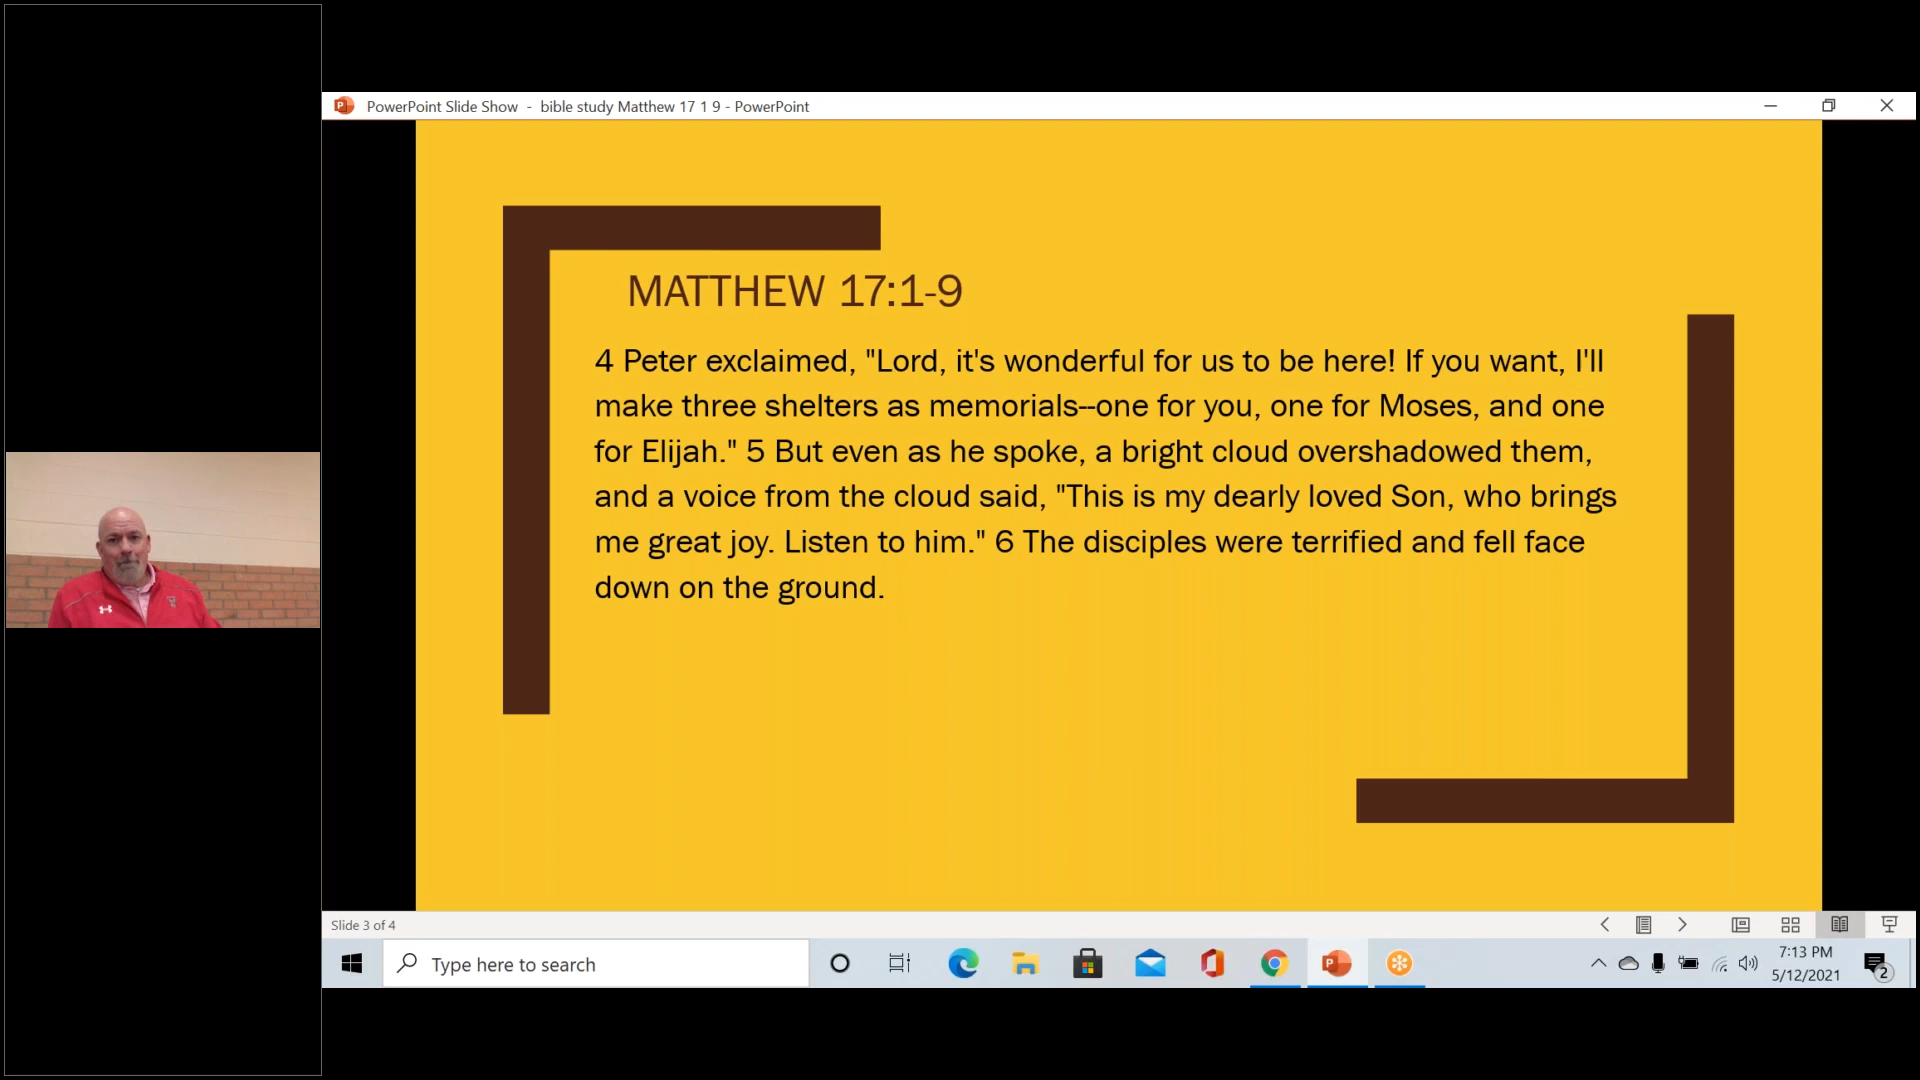 PowerPoint Slide Show - bible study Matthew 17 1 9 - PowerPoint
MATTHEW 17:1-9
4 Peter exclaimed, "Lord, it's wonderful for us to be here! If you want, I'll
make three shelters as memorials--one for you, one for Moses, and one
for Elijah." 5 But even as he spoke, a bright cloud overshadowed them,
and a voice from the cloud said, "This is my dearly loved Son, who brings
me great joy. Listen to him." 6 The disciples were terrified and fell face
down on the ground.
Slide 3 of 4
Type here to search
7:13 PM
5/12/2021
2